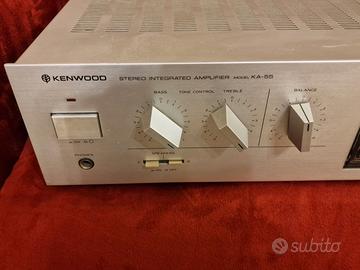 KENWOOD STEREO INTEGRATED AMPLIFIER MODEL KA-55
BASS TONE CONTROL TREBLE BALANCE
PHONES
SPEAKERS
subito